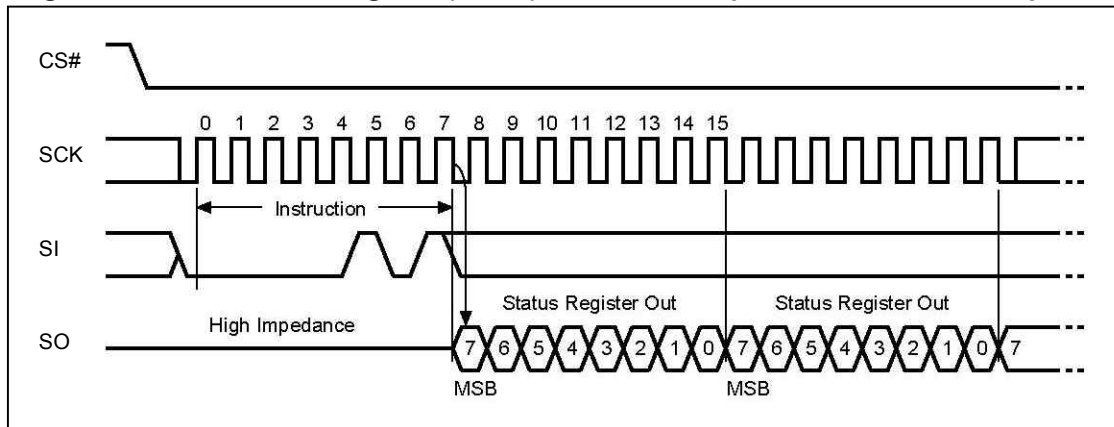 CS#
0 1 2 3 4 5 6 7 8 9 10 11 12 13 14 15
SCK
Instruction
SI
Status Register Out Status Register Out
High Impedance
SO
7 6 5 4 3 2 1 0 7 6 5 4 3 2 1 0 7
MSB MSB